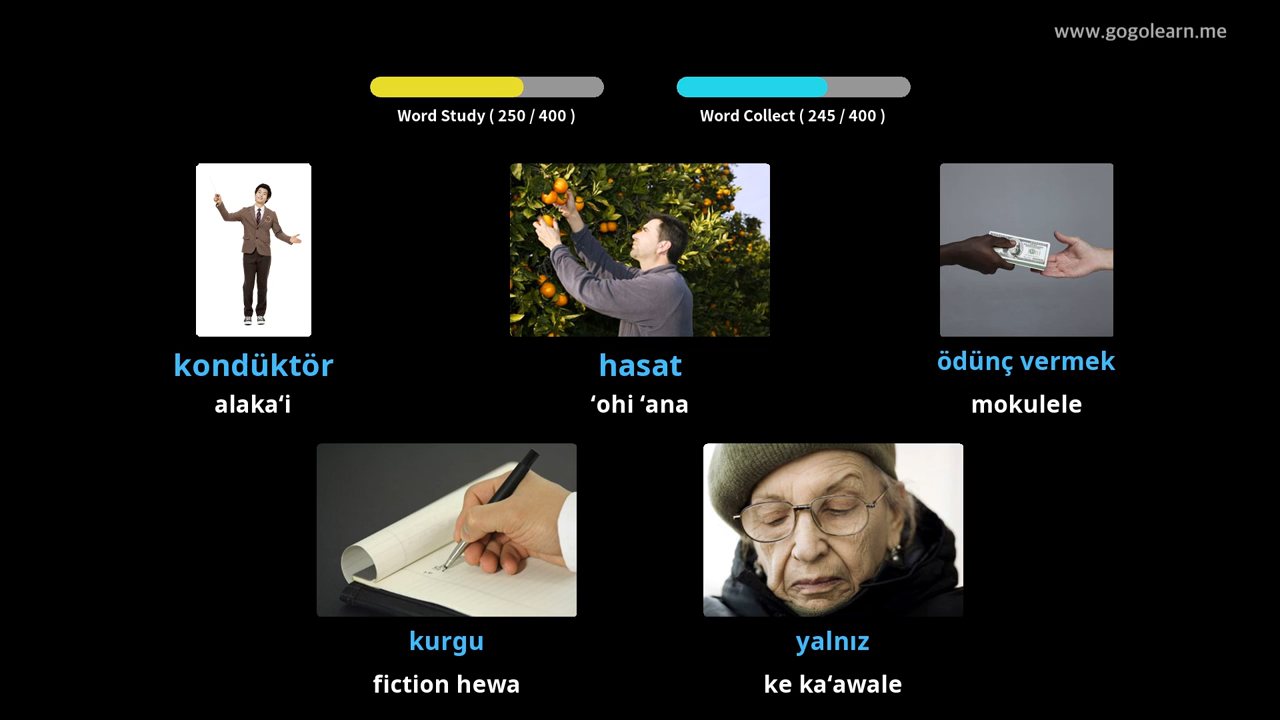 www.gogolearn.me
Word Study ( 250 / 400 )
Word Collect ( 245 / 400 )
kondüktör
hasat
ödünç vermek
alakaʻi
ʻohi ʻana
mokulele
kurgu
yalnız
fiction hewa
ke kaʻawale